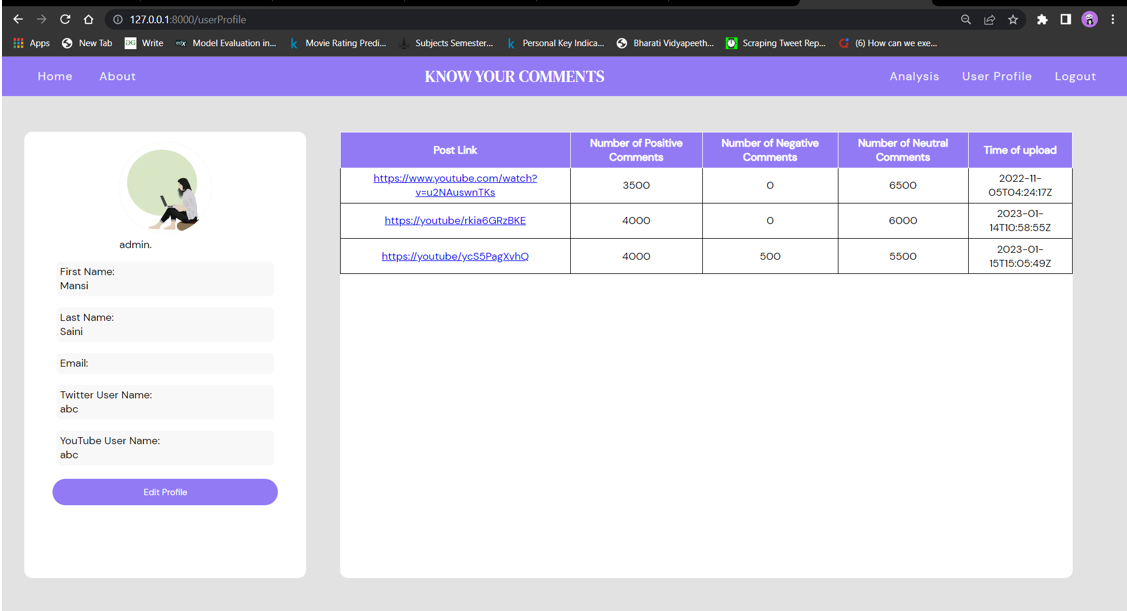 127.0.0.1:8000/userProfile
Apps New Tab Write Model Evaluation in... Movie Rating Predi... Subjects Semester... Personal Key Indica... Bharati Vidyapeeth... Scraping Tweet Rep... (6) How can we exe...
Home About KNOW YOUR COMMENTS Analysis User Profile Logout
admin.
First Name:
Mansi
Last Name:
Saini
Email:
Twitter User Name:
abc
YouTube User Name:
abc
Edit Profile
Post Link Number of Positive Comments Number of Negative Comments Number of Neutral Comments Time of upload
https://www.youtube.com/watch?v=u2NAuswnTKs 3500 0 6500 2022-11-05T04:24:17Z
https://youtube/rkia6GRzBKE 4000 0 6000 2023-01-14T10:58:55Z
https://youtube/ycS5PagXvhQ 4000 500 5500 2023-01-15T15:05:49Z